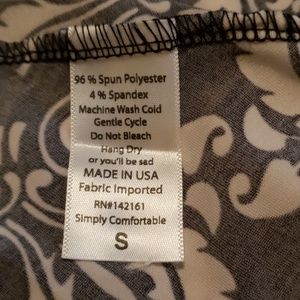 96 % Spun Polyester
4 % Spandex
Machine Wash Cold
Gentle Cycle
Do Not Bleach
Hang Dry
or you'll be sad
MADE IN USA
Fabric Imported
RN#142161
Simply Comfortable
S